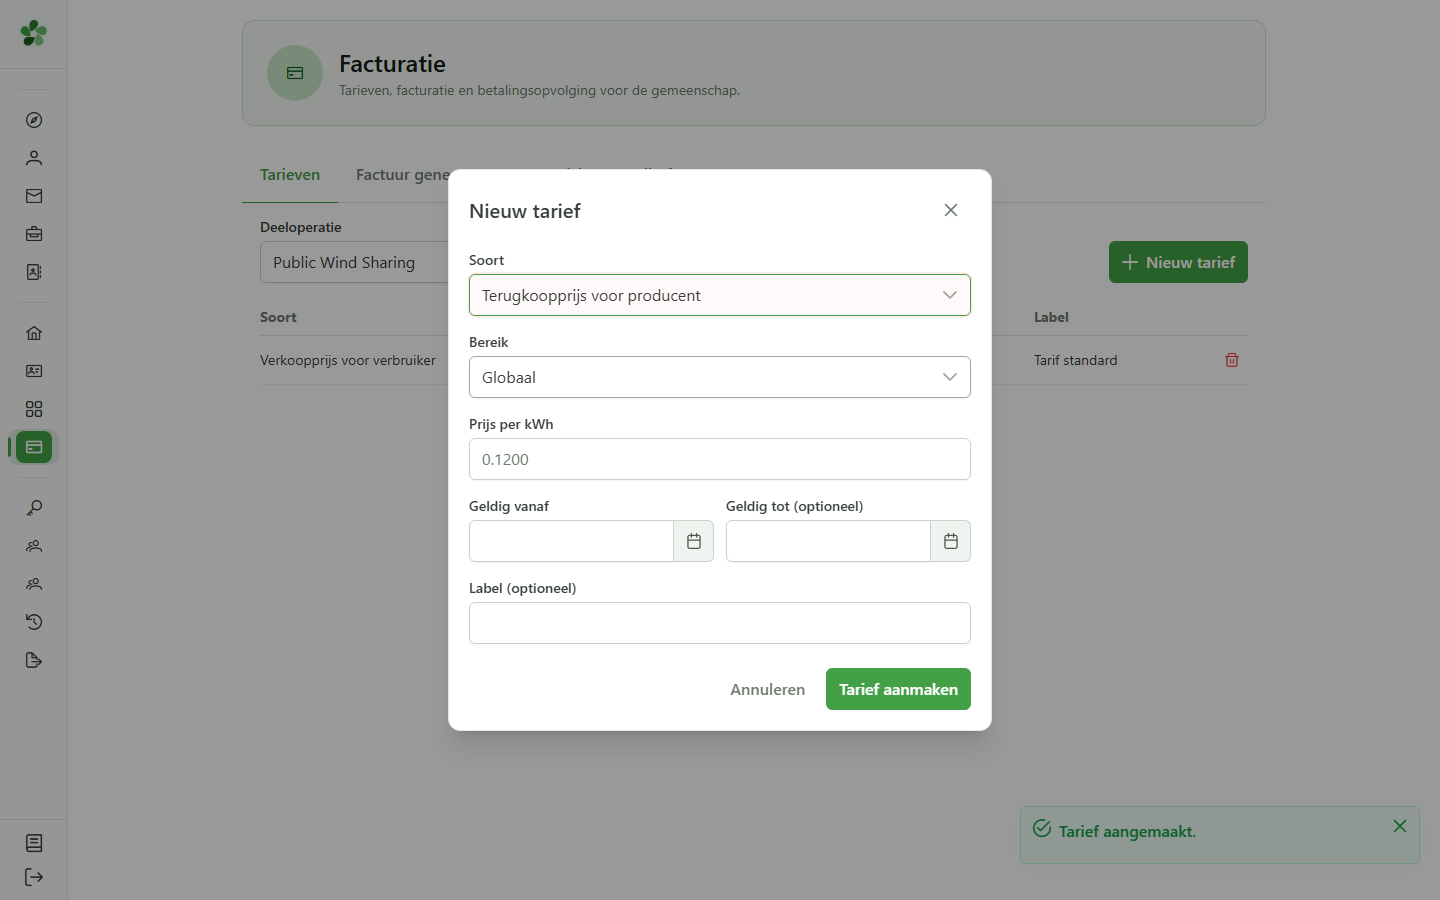 Facturatie
Tarieven, facturatie en betalingsopvolging voor de gemeenschap.
Tarieven
Factuur gene
Deeloperatie
Public Wind Sharing
Nieuw tarief
Soort
Label
Verkoopprijs voor verbruiker
Tarif standard
Nieuw tarief
Soort
Terugkoopprijs voor producent
Bereik
Globaal
Prijs per kWh
0.1200
Geldig vanaf
Geldig tot (optioneel)
Label (optioneel)
Annuleren
Tarief aanmaken
Tarief aangemaakt.